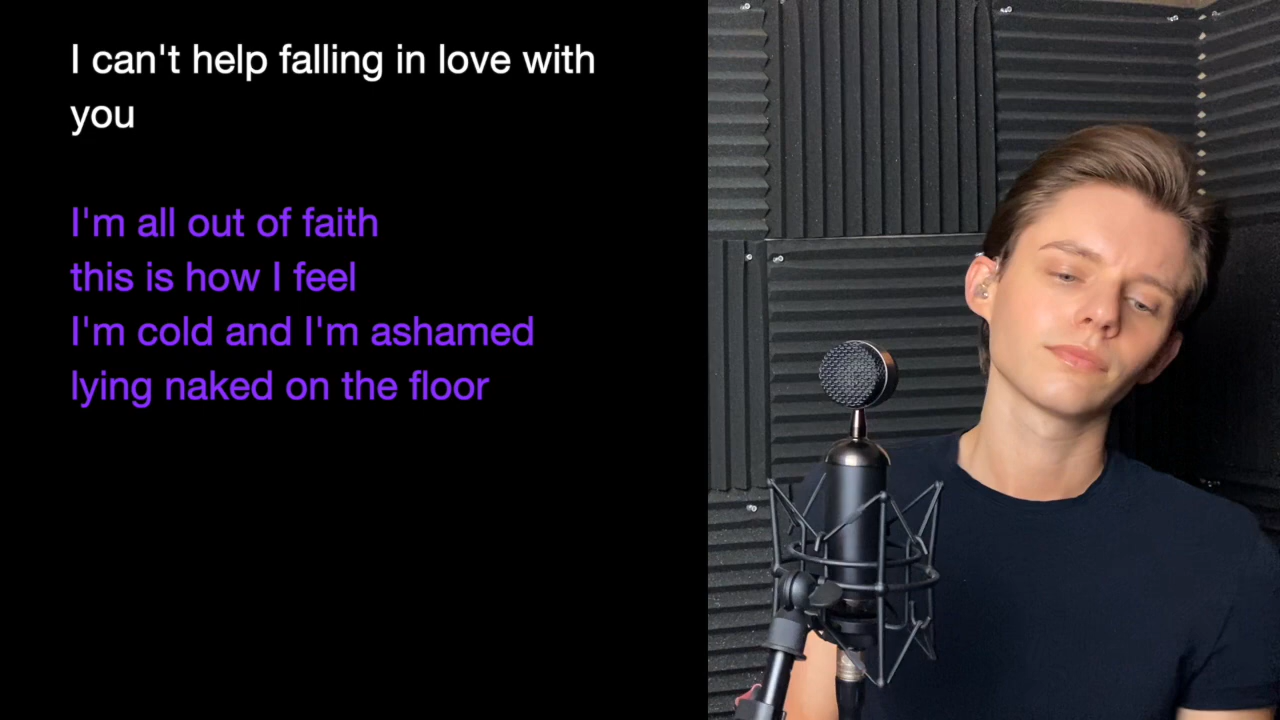 I can't help falling in love with
you
I'm all out of faith
this is how I feel
I'm cold and I'm ashamed
lying naked on the floor